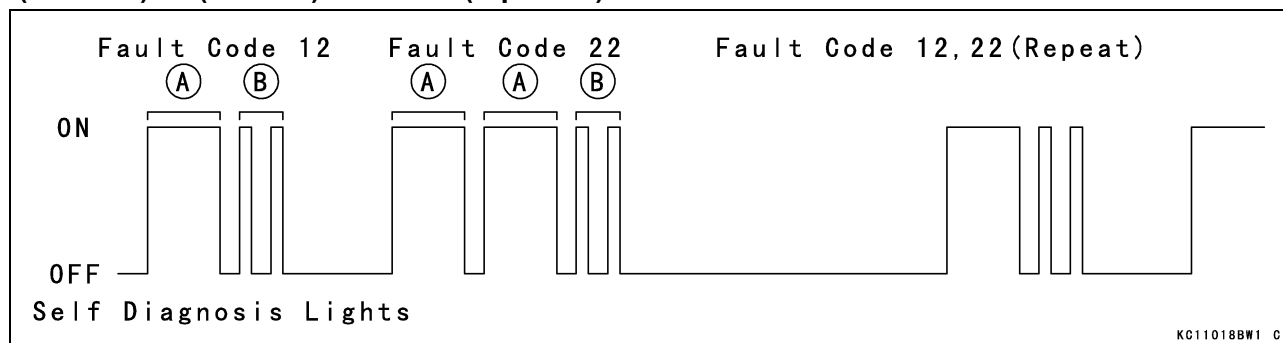 Fault Code 12 Fault Code 22 Fault Code 12,22(Repeat)
A B A A B
ON
OFF
Self Diagnosis Lights
KC11018BW1 C